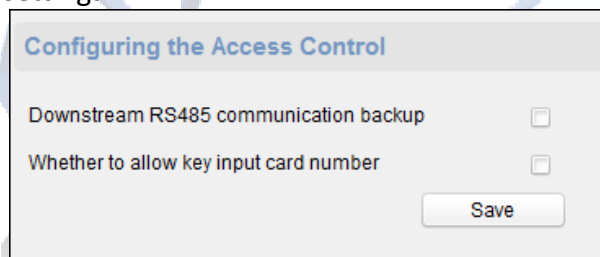 Configuring the Access Control
Downstream RS485 communication backup
Whether to allow key input card number
Save